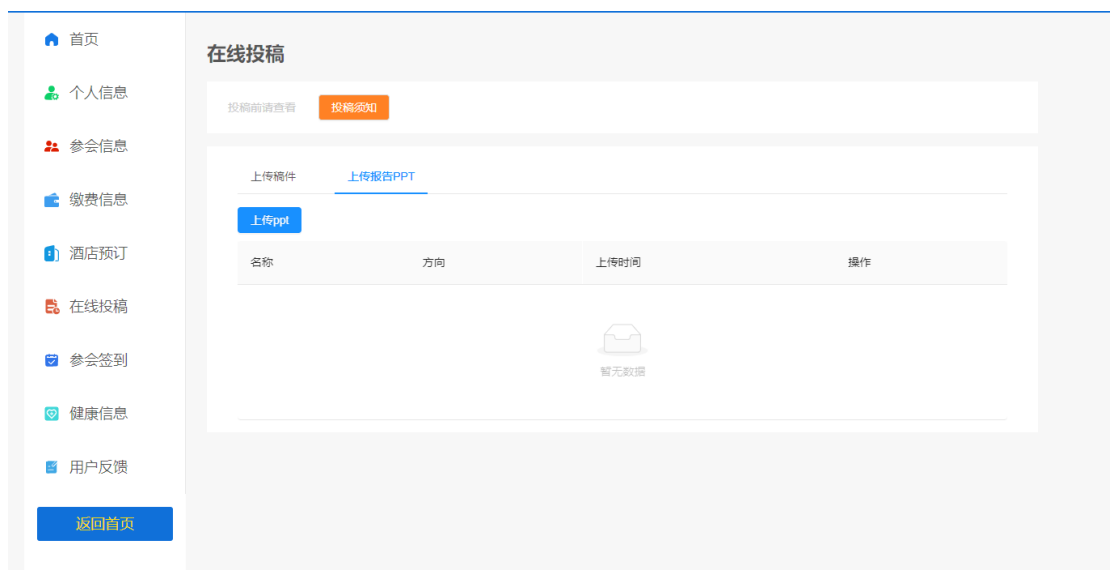 首页
个人信息
参会信息
缴费信息
酒店预订
在线投稿
参会签到
健康信息
用户反馈
返回首页
在线投稿
投稿前请查看 投稿须知
上传稿件 上传报告PPT
上传ppt
名称 方向 上传时间 操作
暂无数据